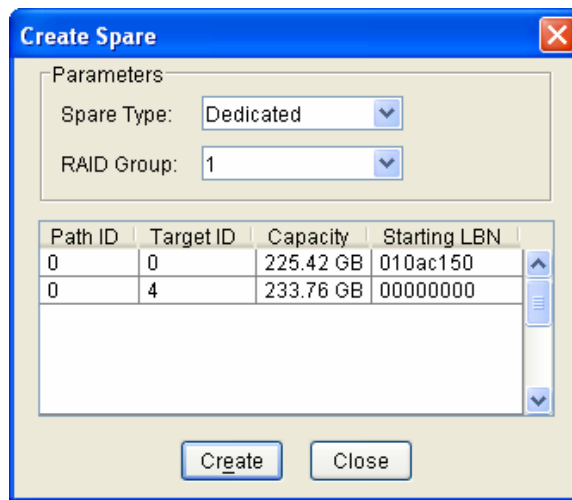 Create Spare
Parameters
Spare Type: Dedicated
RAID Group: 1
Path ID Target ID Capacity Starting LBN
0 0 225.42 GB 010ac150
0 4 233.76 GB 00000000
Create Close